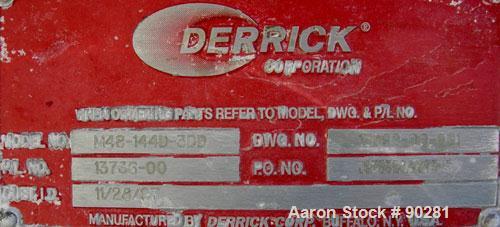 DERRICK®
CORPORATION
WHEN ORDERING PARTS REFER TO MODEL, DWG. & P/L NO.
MODEL NO. M48-144D-3DD DWG. NO.
P/L NO. 13736-00 P.O. NO.
11/28/
MANUFACTURED BY DERRICK CORP. BUFFALO, N.Y. U.S.A.
Aaron Stock # 90281